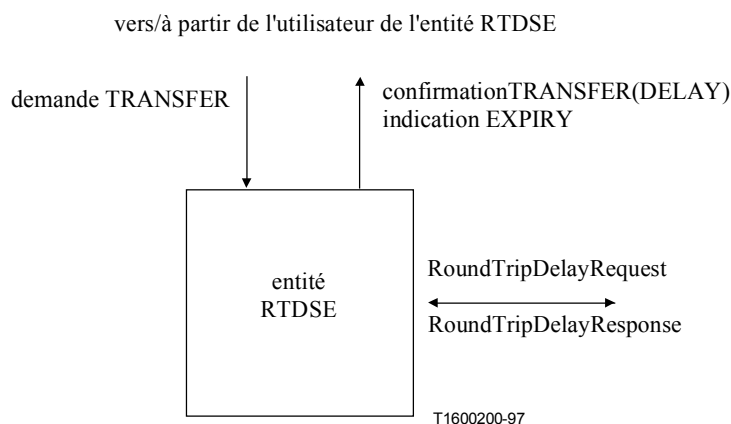 vers/à partir de l'utilisateur de l'entité RTDSE
demande TRANSFER
confirmationTRANSFER(DELAY)
indication EXPIRY
entité
RTDSE
RoundTripDelayRequest
RoundTripDelayResponse
T1600200-97